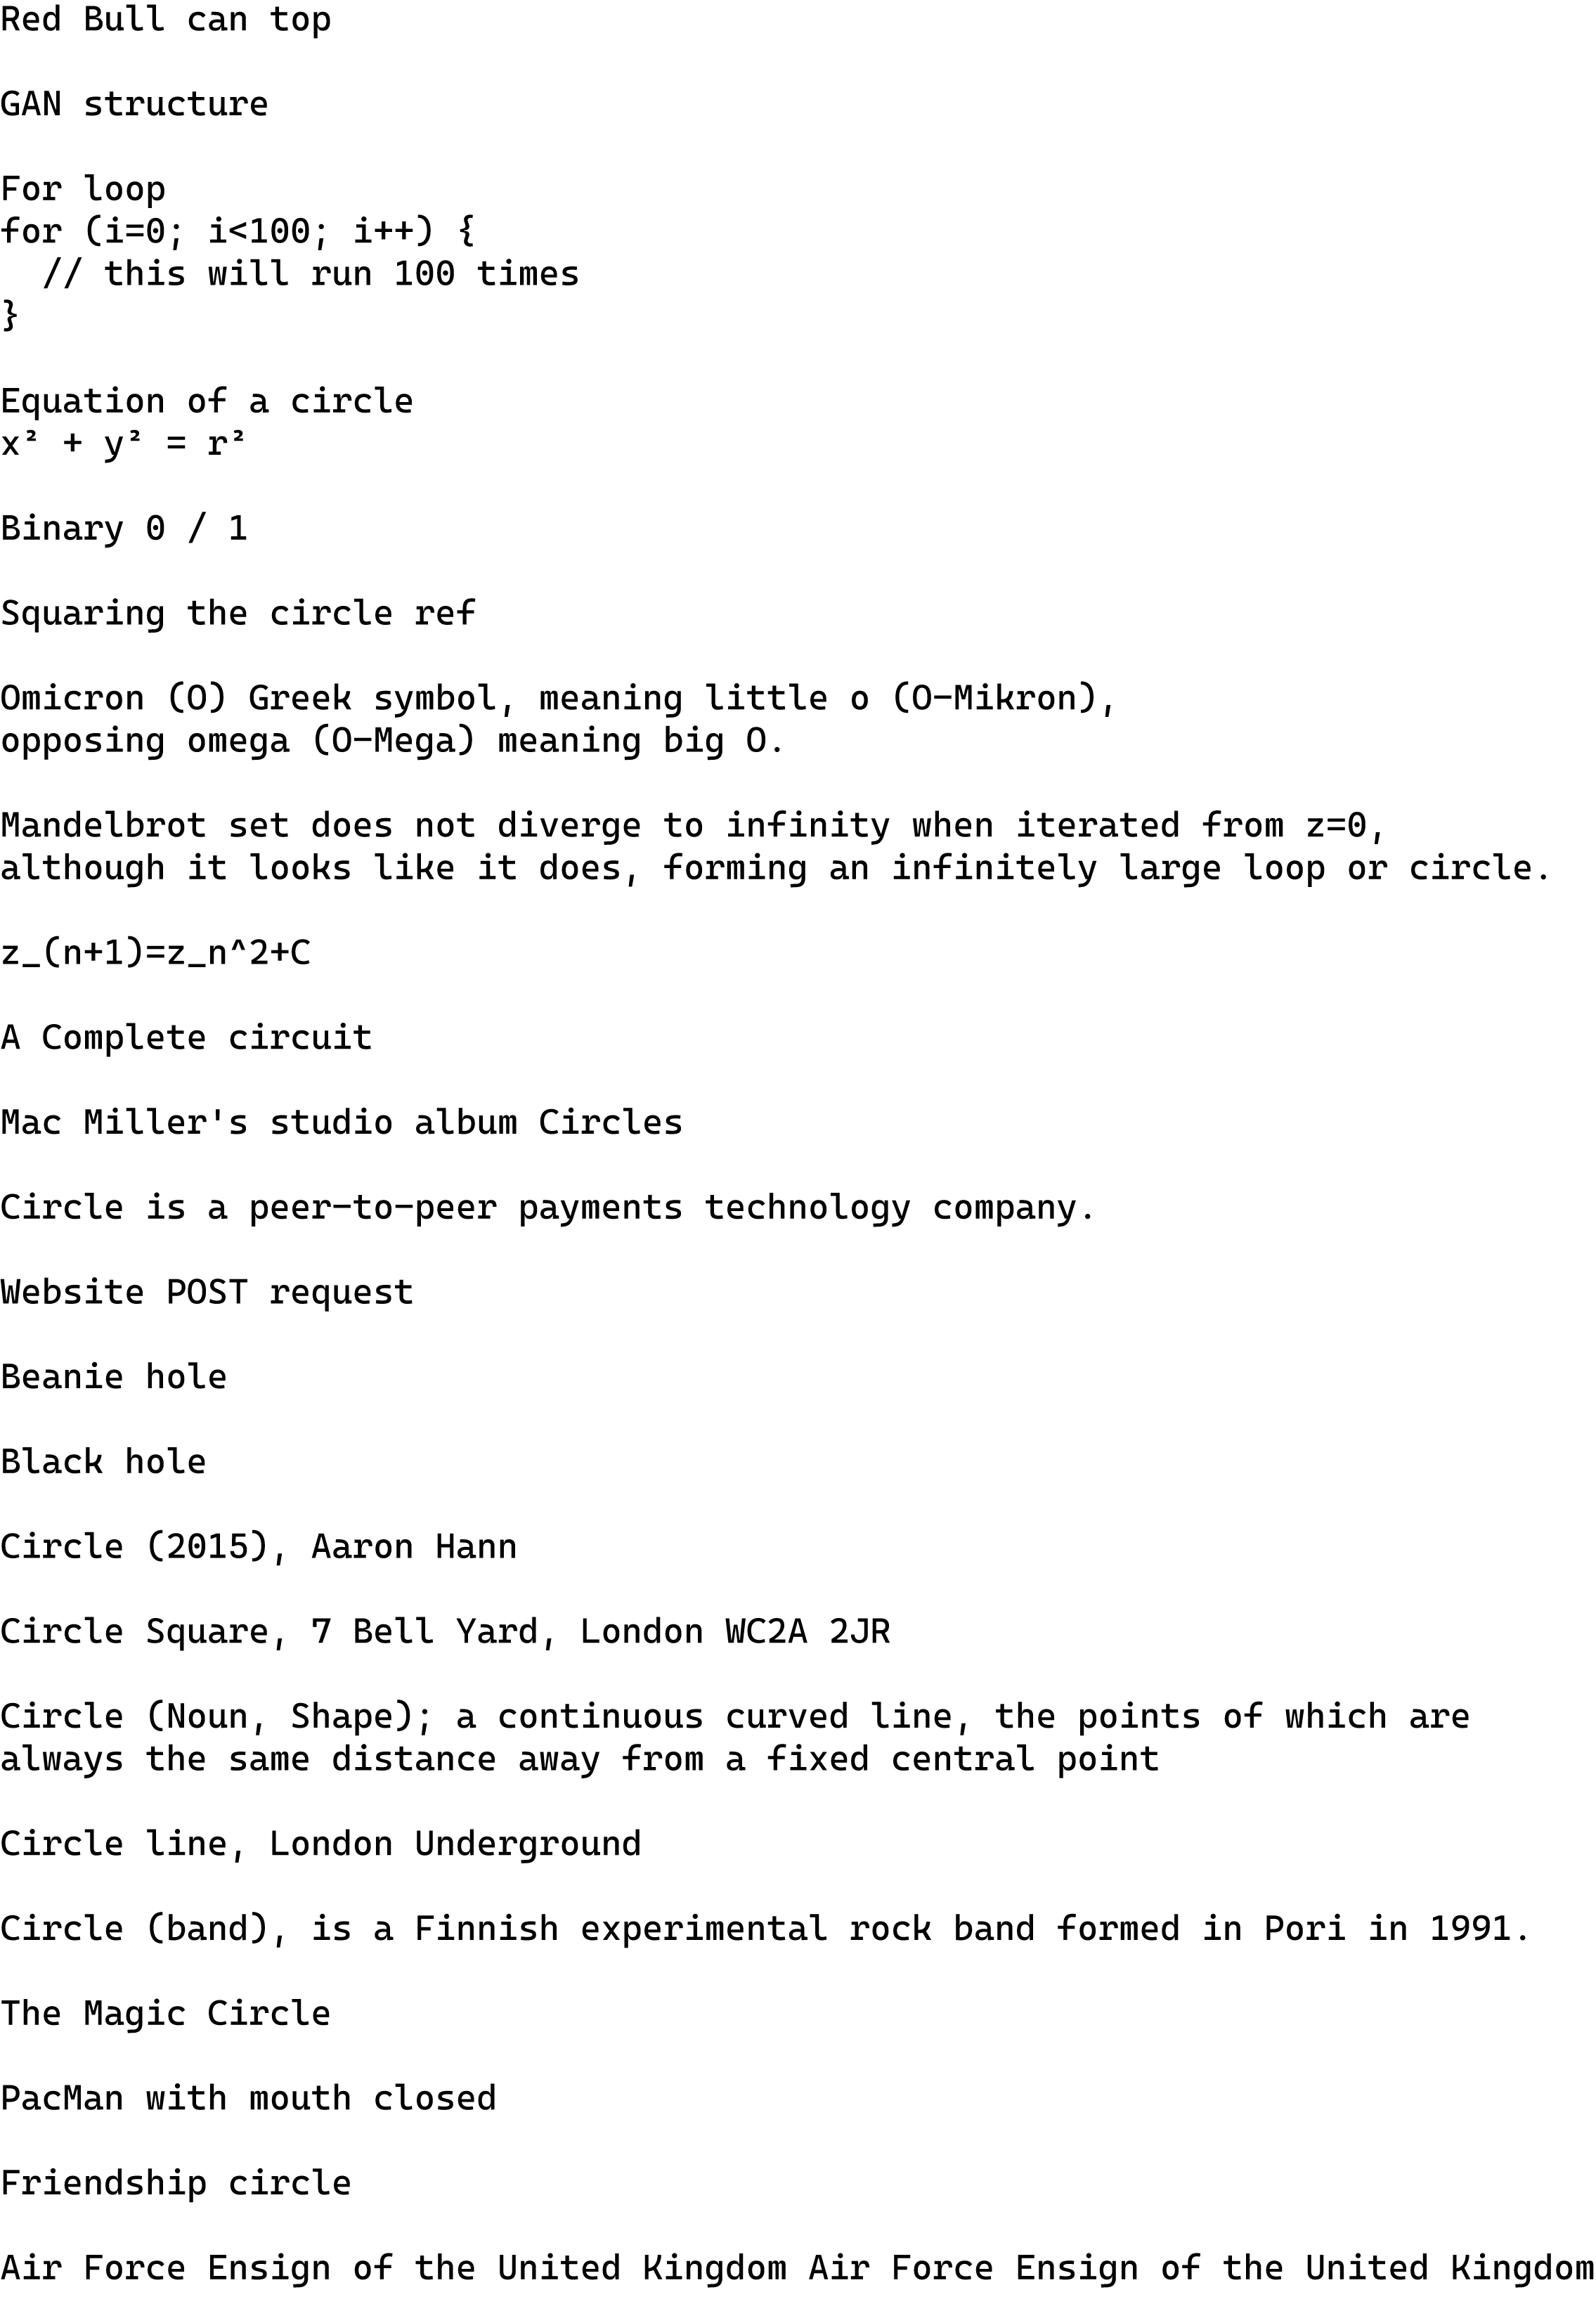 Red Bull can top
GAN structure
For loop
for (i=0; i<100; i++) {
  // this will run 100 times
}
Equation of a circle
x² + y² = r²
Binary 0 / 1
Squaring the circle ref
Omicron (O) Greek symbol, meaning little o (O-Mikron),
opposing omega (O-Mega) meaning big O.
Mandelbrot set does not diverge to infinity when iterated from z=0,
although it looks like it does, forming an infinitely large loop or circle.
z_(n+1)=z_n^2+C
A Complete circuit
Mac Miller's studio album Circles
Circle is a peer-to-peer payments technology company.
Website POST request
Beanie hole
Black hole
Circle (2015), Aaron Hann
Circle Square, 7 Bell Yard, London WC2A 2JR
Circle (Noun, Shape); a continuous curved line, the points of which are
always the same distance away from a fixed central point
Circle line, London Underground
Circle (band), is a Finnish experimental rock band formed in Pori in 1991.
The Magic Circle
PacMan with mouth closed
Friendship circle
Air Force Ensign of the United Kingdom Air Force Ensign of the United Kingdom